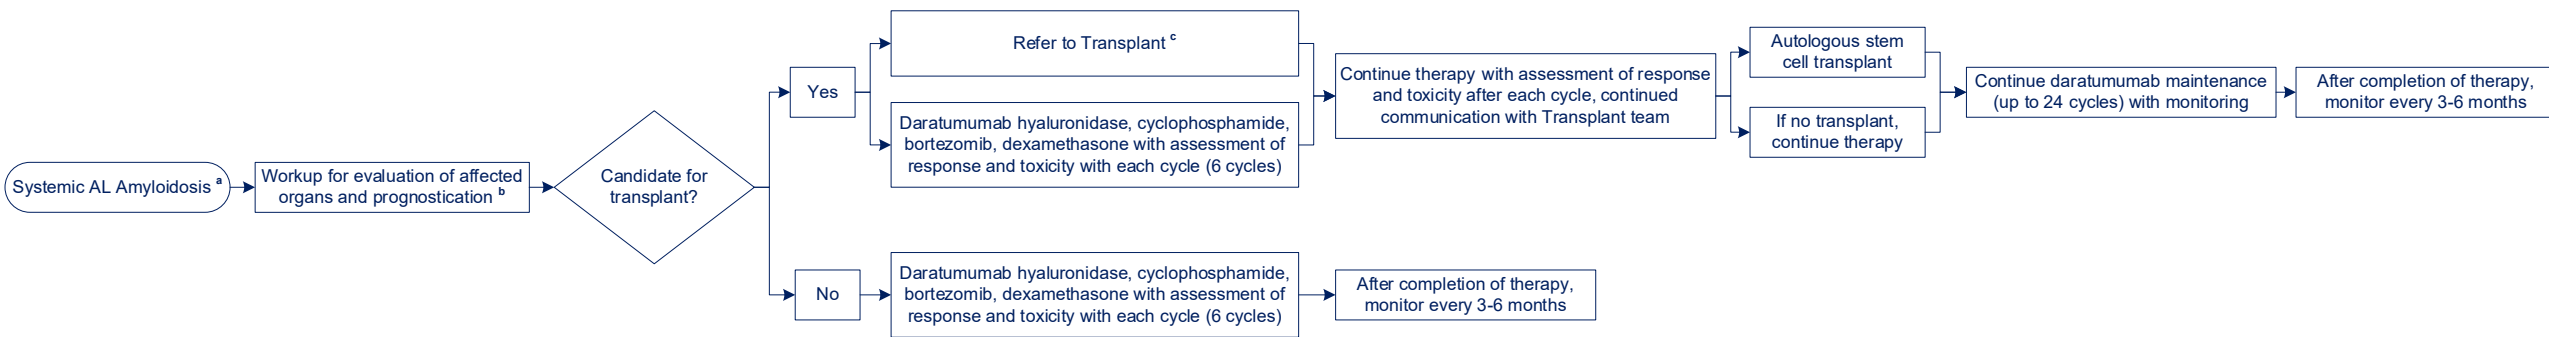 Systemic AL Amyloidosis a
Workup for evaluation of affected
organs and prognostication b
Candidate for
transplant?
Yes
Refer to Transplant c
Daratumumab hyaluronidase, cyclophosphamide,
bortezomib, dexamethasone with assessment of
response and toxicity with each cycle (6 cycles)
Continue therapy with assessment of response
and toxicity after each cycle, continued
communication with Transplant team
Autologous stem
cell transplant
If no transplant,
continue therapy
Continue daratumumab maintenance
(up to 24 cycles) with monitoring
After completion of therapy,
monitor every 3-6 months
No
Daratumumab hyaluronidase, cyclophosphamide,
bortezomib, dexamethasone with assessment of
response and toxicity with each cycle (6 cycles)
After completion of therapy,
monitor every 3-6 months